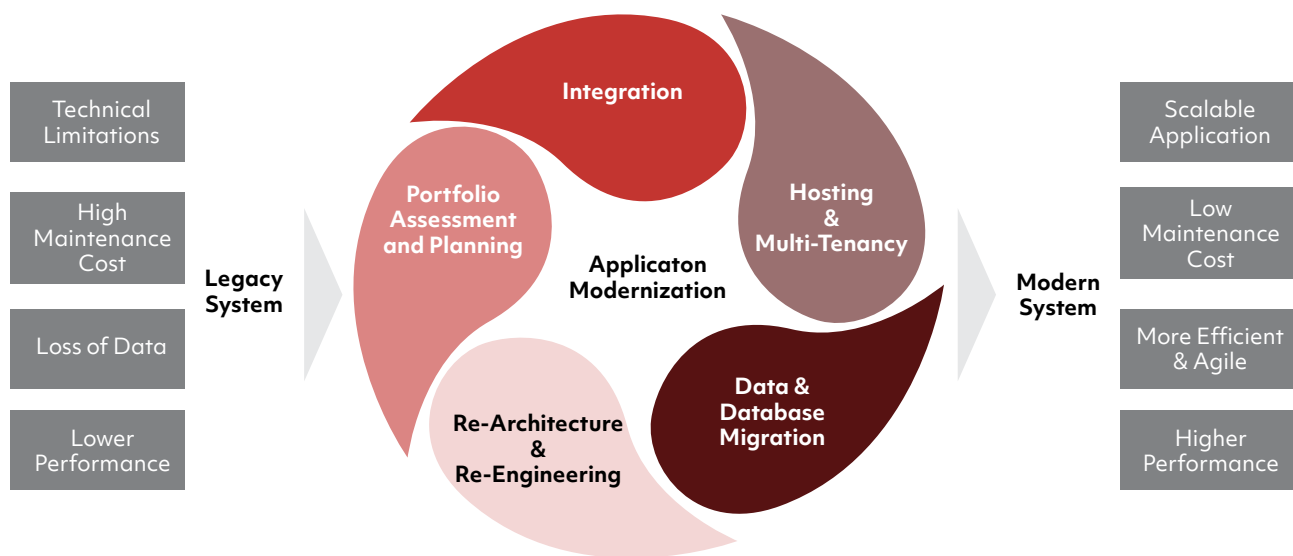 Technical
Limitations
High
Maintenance
Cost
Loss of Data
Lower
Performance
Legacy
System
Integration
Portfolio
Assessment
and Planning
Hosting
&
Multi-Tenancy
Applicaton
Modernization
Re-Architecture
&
Re-Engineering
Data &
Database
Migration
Modern
System
Scalable
Application
Low
Maintenance
Cost
More Efficient
& Agile
Higher
Performance